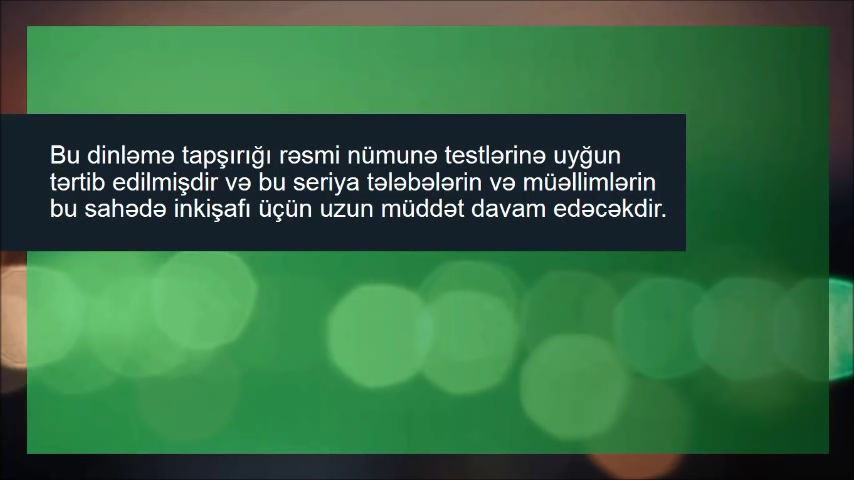 Bu dinləmə tapşırığı rəsmi nümunə testlərinə uyğun
tərtib edilmişdir və bu seriya tələbələrin və müəllimlərin
bu sahədə inkişafı üçün uzun müddət davam edəcəkdir.